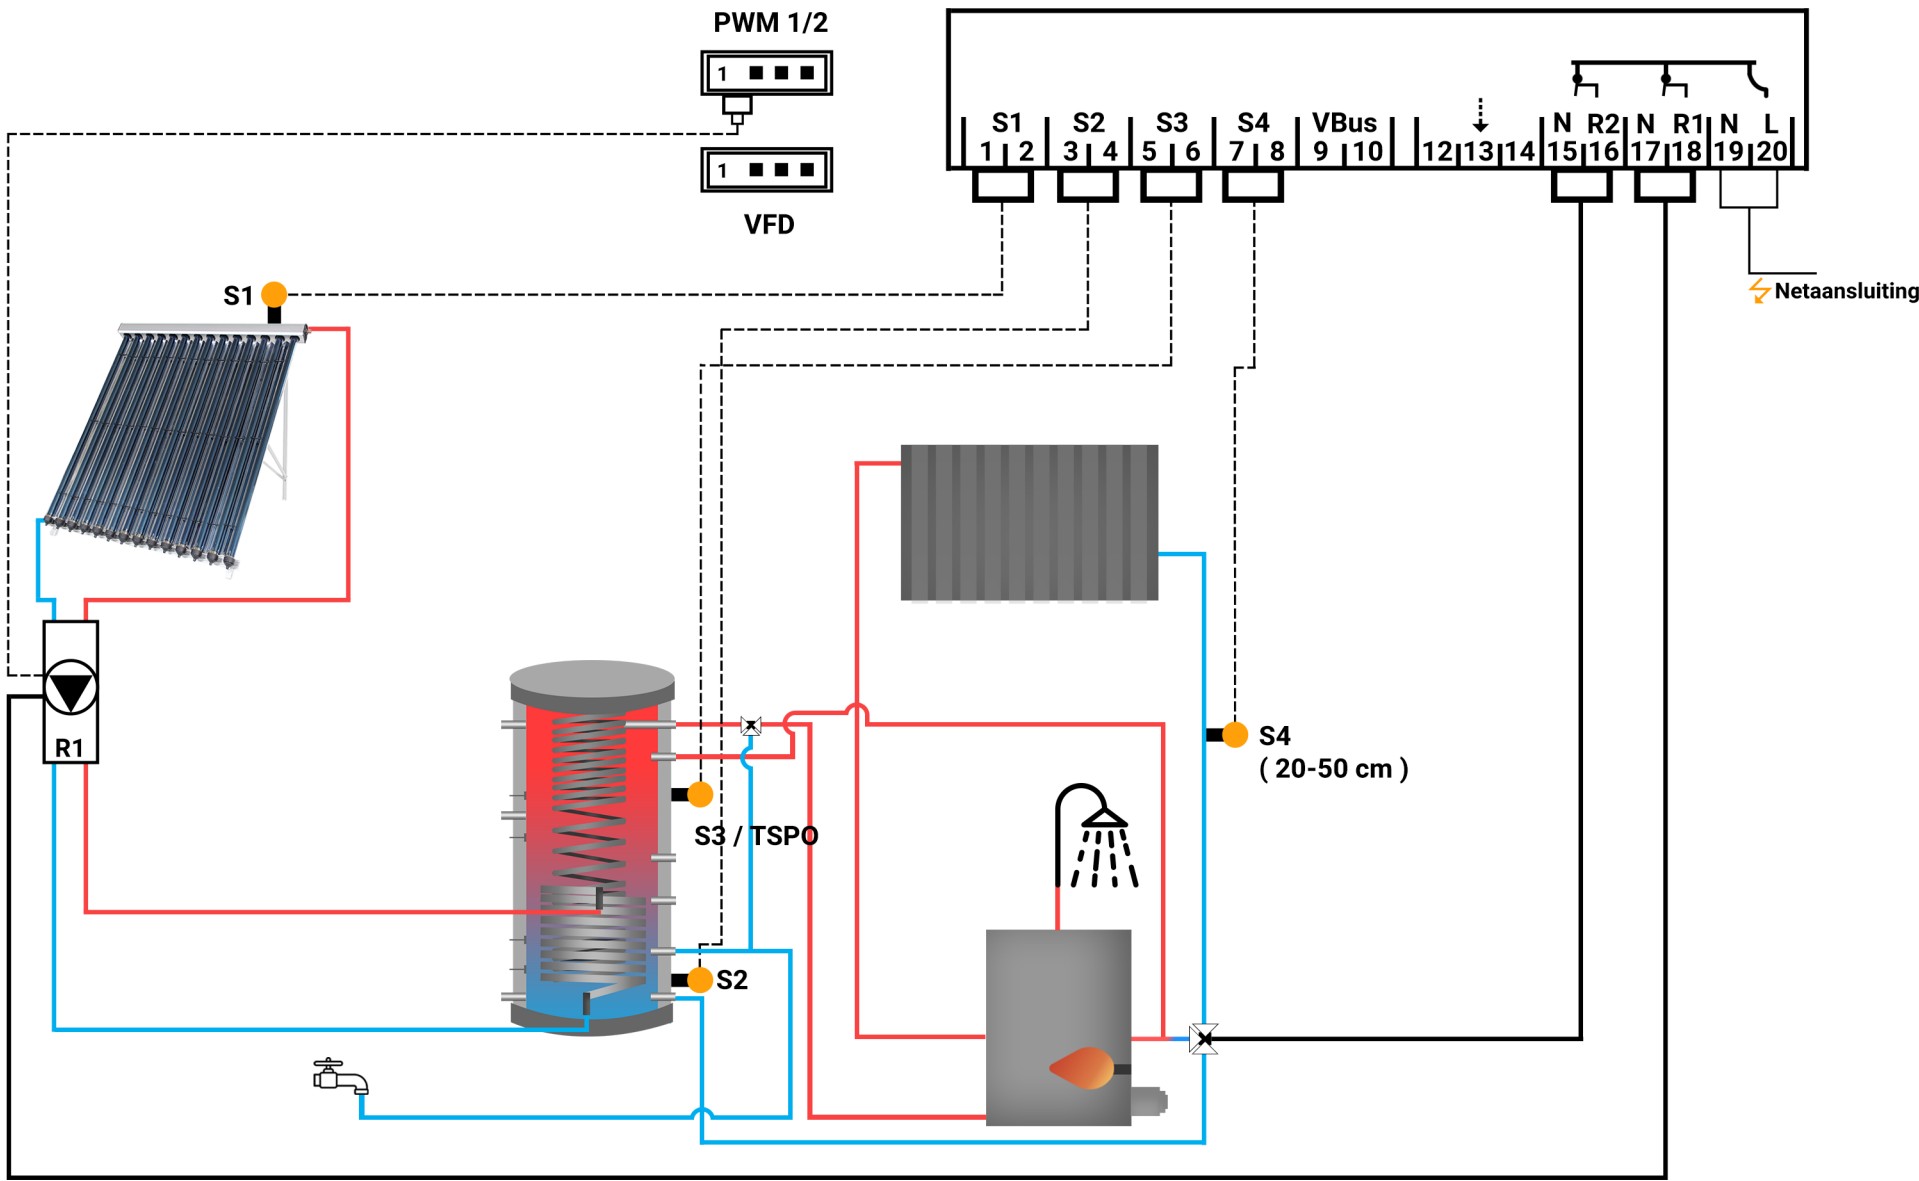 PWM 1/2
1
1
VFD
S1 S2 S3 S4 VBus N R2 N R1 N L
1 2 3 4 5 6 7 8 9 10 12 13 14 15 16 17 18 19 20
Netaansluiting
S1
R1
S4
( 20-50 cm )
S3 / TSPO
S2